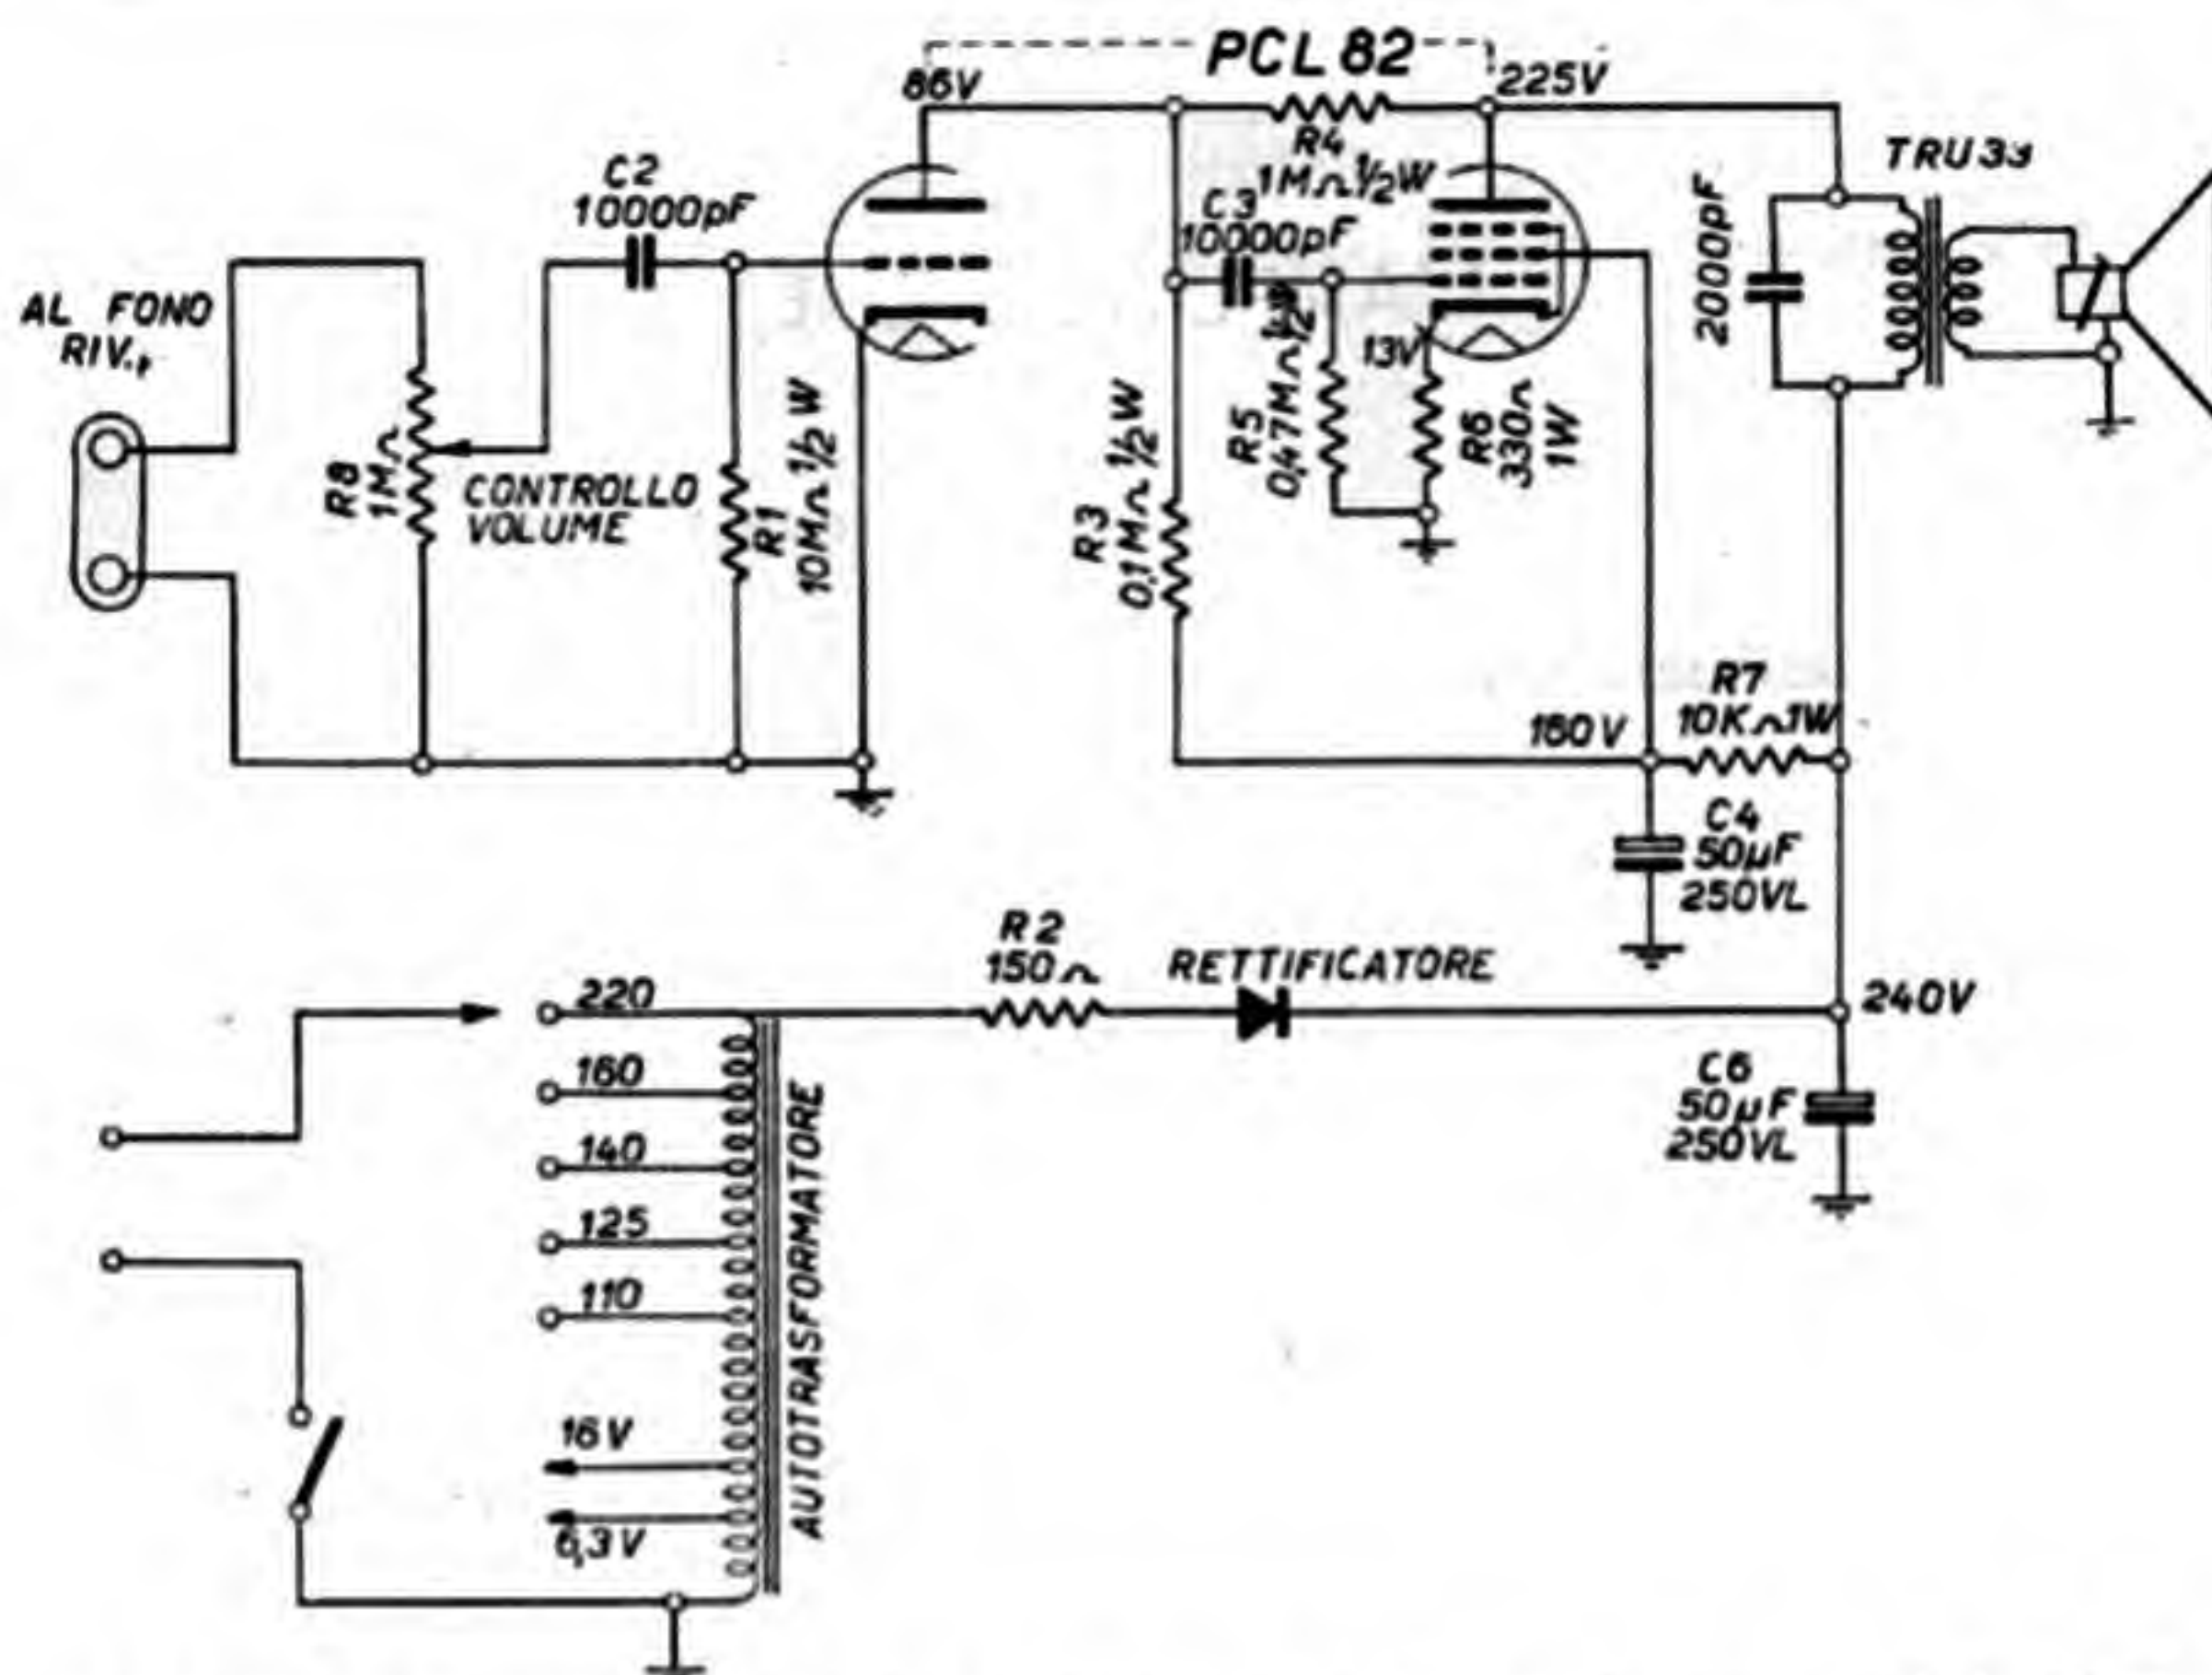 PCL 82
86V
225V
TRU39
C2
10000pF
R4
1MΩ ½W
C3
10000pF
2000pF
AL FONO
RIV.
13V
R8
1MΩ
CONTROLLO
VOLUME
R1
10MΩ ½W
R3
0,1MΩ ½W
R5
0,47MΩ ½W
R6
330Ω
1W
R7
10KΩ 1W
160V
C4
50µF
250VL
R2
150Ω
RETTIFICATORE
240V
220
160
140
125
110
16V
6,3V
AUTOTRASFORMATORE
C6
50µF
250VL